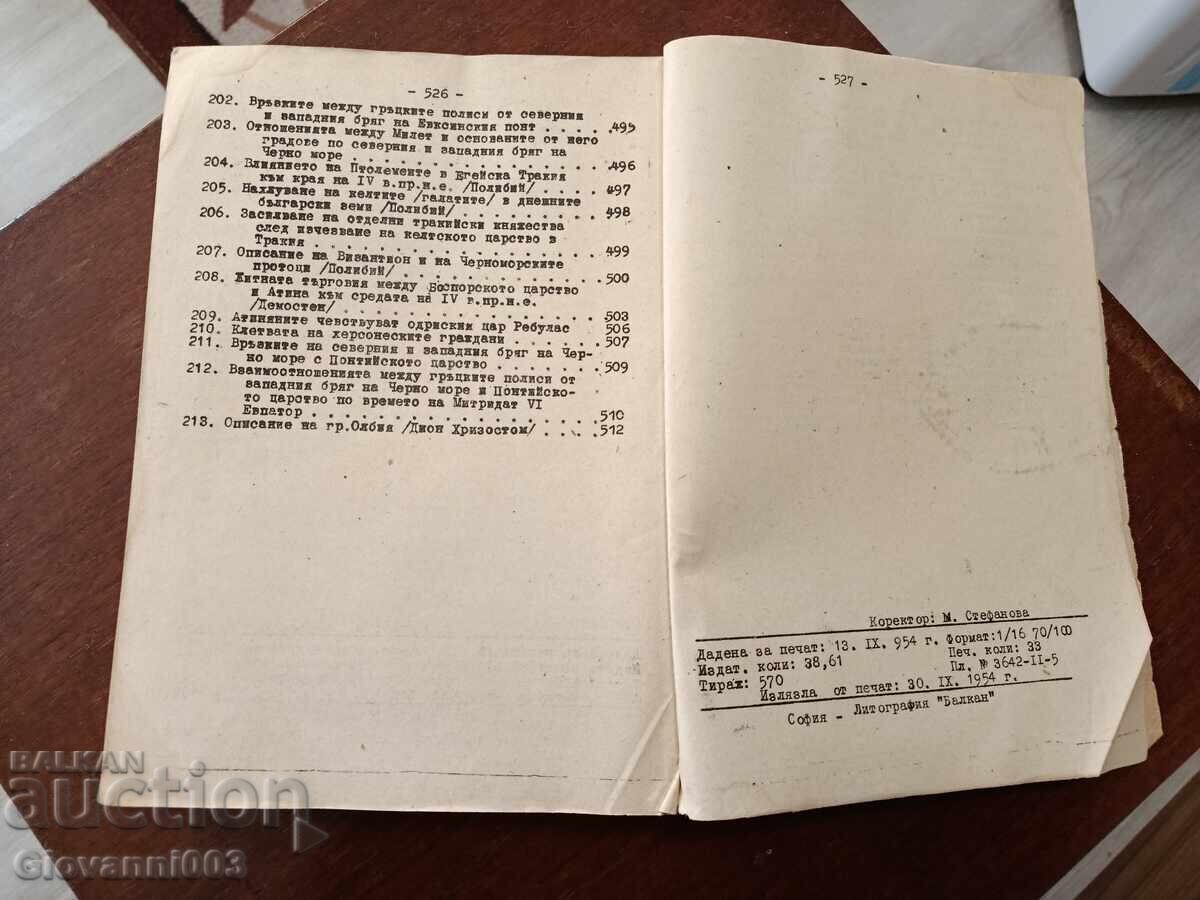 - 526 -
202. Връзките между гръцките полиси от северния
и западния бряг на Евксинския понт . . . . .495
203. Отношенията между Милет и основаните от него
градове по северния и западния бряг на
Черно море . . . . . . . . . . . . . . . . .496
204. Влиянието на Птолемеите в Егейска Тракия
към края на IV в.пр.н.е. /Полибий/ . . . . .497
205. Нахлуване на келтите /галатите/ в днешните
български земи /Полибий/ . . . . . . . . . .498
206. Засилване на отделни тракийски княжества
след изчезване на келтското царство в
Тракия . . . . . . . . . . . . . . . . . . .499
207. Описание на Византион и на Черноморските
протоци /Полибий/ . . . . . . . . . . . . .500
208. Житната търговия между Боспорското царство
и Атина към средата на IV в.пр.н.е.
/Демостен/ . . . . . . . . . . . . . . . . .503
209. Атиняните чевствуват одриския цар Ребулас 506
210. Клетвата на херсонеските граждани . . . . .507
211. Връзките на северния и западния бряг на Чер-
но море с Понтийското царство . . . . . . .509
212. Взаимоотношенията между гръцките полиси от
западния бряг на Черно море и Понтийско-
то царство по времето на Митридат VI
Евпатор . . . . . . . . . . . . . . . . . .510
213. Описание на гр.Олбия /Дион Хризостом/ . . . .512
- 527 -
Коректор: М. Стефанова
Дадена за печат: 13. IX. 954 г. Формат:1/16 70/100
Издат. коли: 38,61 Печ. коли: 33
Тираж: 570 Пл. № 3642-II-5
Излязла от печат: 30. IX. 1954 г.
София - Литография "Балкан"
BALKAN
auction
Giovanni003